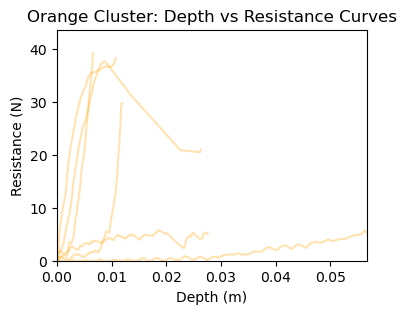 Orange Cluster: Depth vs Resistance Curves
Resistance (N)
40
30
20
10
0
0.00 0.01 0.02 0.03 0.04 0.05
Depth (m)